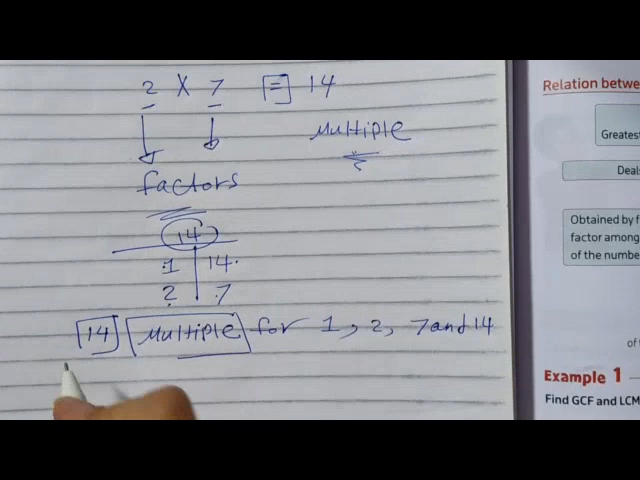 2 X 7 = 14
Multiple
factors
14
1 14
2 7
14 Multiple for 1, 2, 7 and 14
Relation betwe
Greatest
Deal
Obtained by f
factor among
of the numbe
of
Example 1
Find GCF and LCM